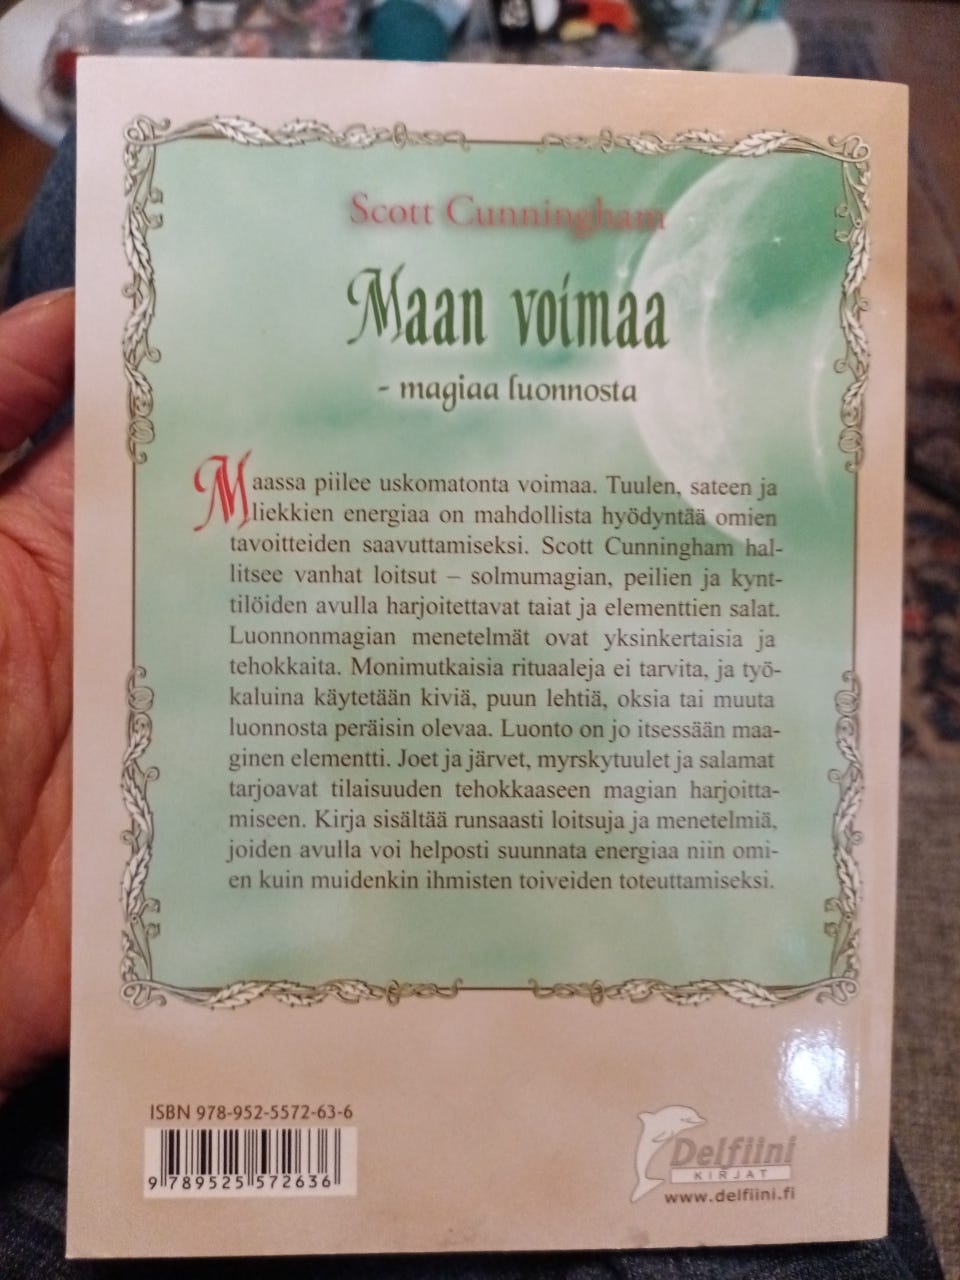 Scott Cunningham
Maan voimaa
- magiaa luonnosta
Maassa piilee uskomatonta voimaa. Tuulen, sateen ja
liekkien energiaa on mahdollista hyödyntää omien
tavoitteiden saavuttamiseksi. Scott Cunningham hal-
litsee vanhat loitsut – solmumagian, peilien ja kynt-
tilöiden avulla harjoitettavat taiat ja elementtien salat.
Luonnonmagian menetelmät ovat yksinkertaisia ja
tehokkaita. Monimutkaisia rituaaleja ei tarvita, ja työ-
kaluina käytetään kiviä, puun lehtiä, oksia tai muuta
luonnosta peräisin olevaa. Luonto on jo itsessään maa-
ginen elementti. Joet ja järvet, myrskytuulet ja salamat
tarjoavat tilaisuuden tehokkaaseen magian harjoitta-
miseen. Kirja sisältää runsaasti loitsuja ja menetelmiä,
joiden avulla voi helposti suunnata energiaa niin omi-
en kuin muidenkin ihmisten toiveiden toteuttamiseksi.
ISBN 978-952-5572-63-6
9 789525 572636
Delfiini
KIRJAT
www.delfiini.fi